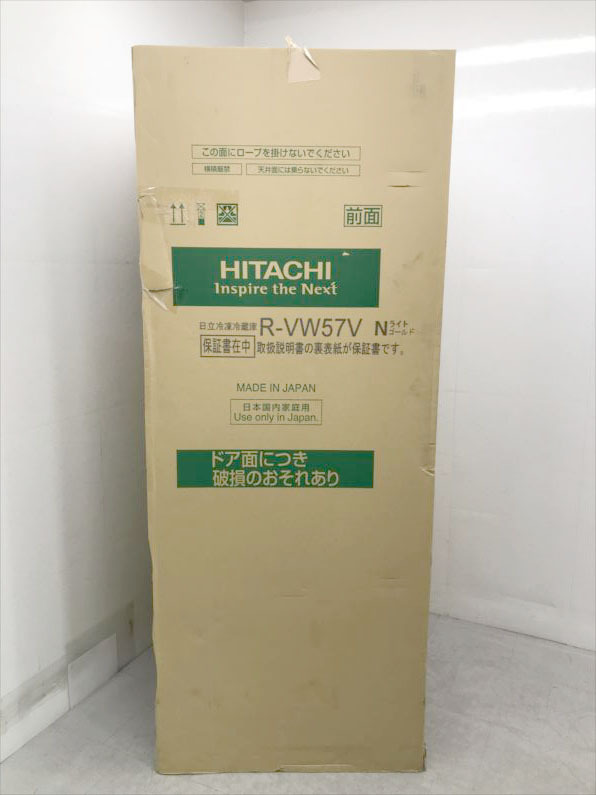 この面にロープを掛けないでください
横積厳禁 天井面には乗らないでください
前面
HITACHI
Inspire the Next
日立冷凍冷蔵庫 R-VW57V N ライトゴールド
保証書在中 取扱説明書の裏表紙が保証書です。
MADE IN JAPAN
日本国内家庭用
Use only in Japan.
ドア面につき
破損のおそれあり